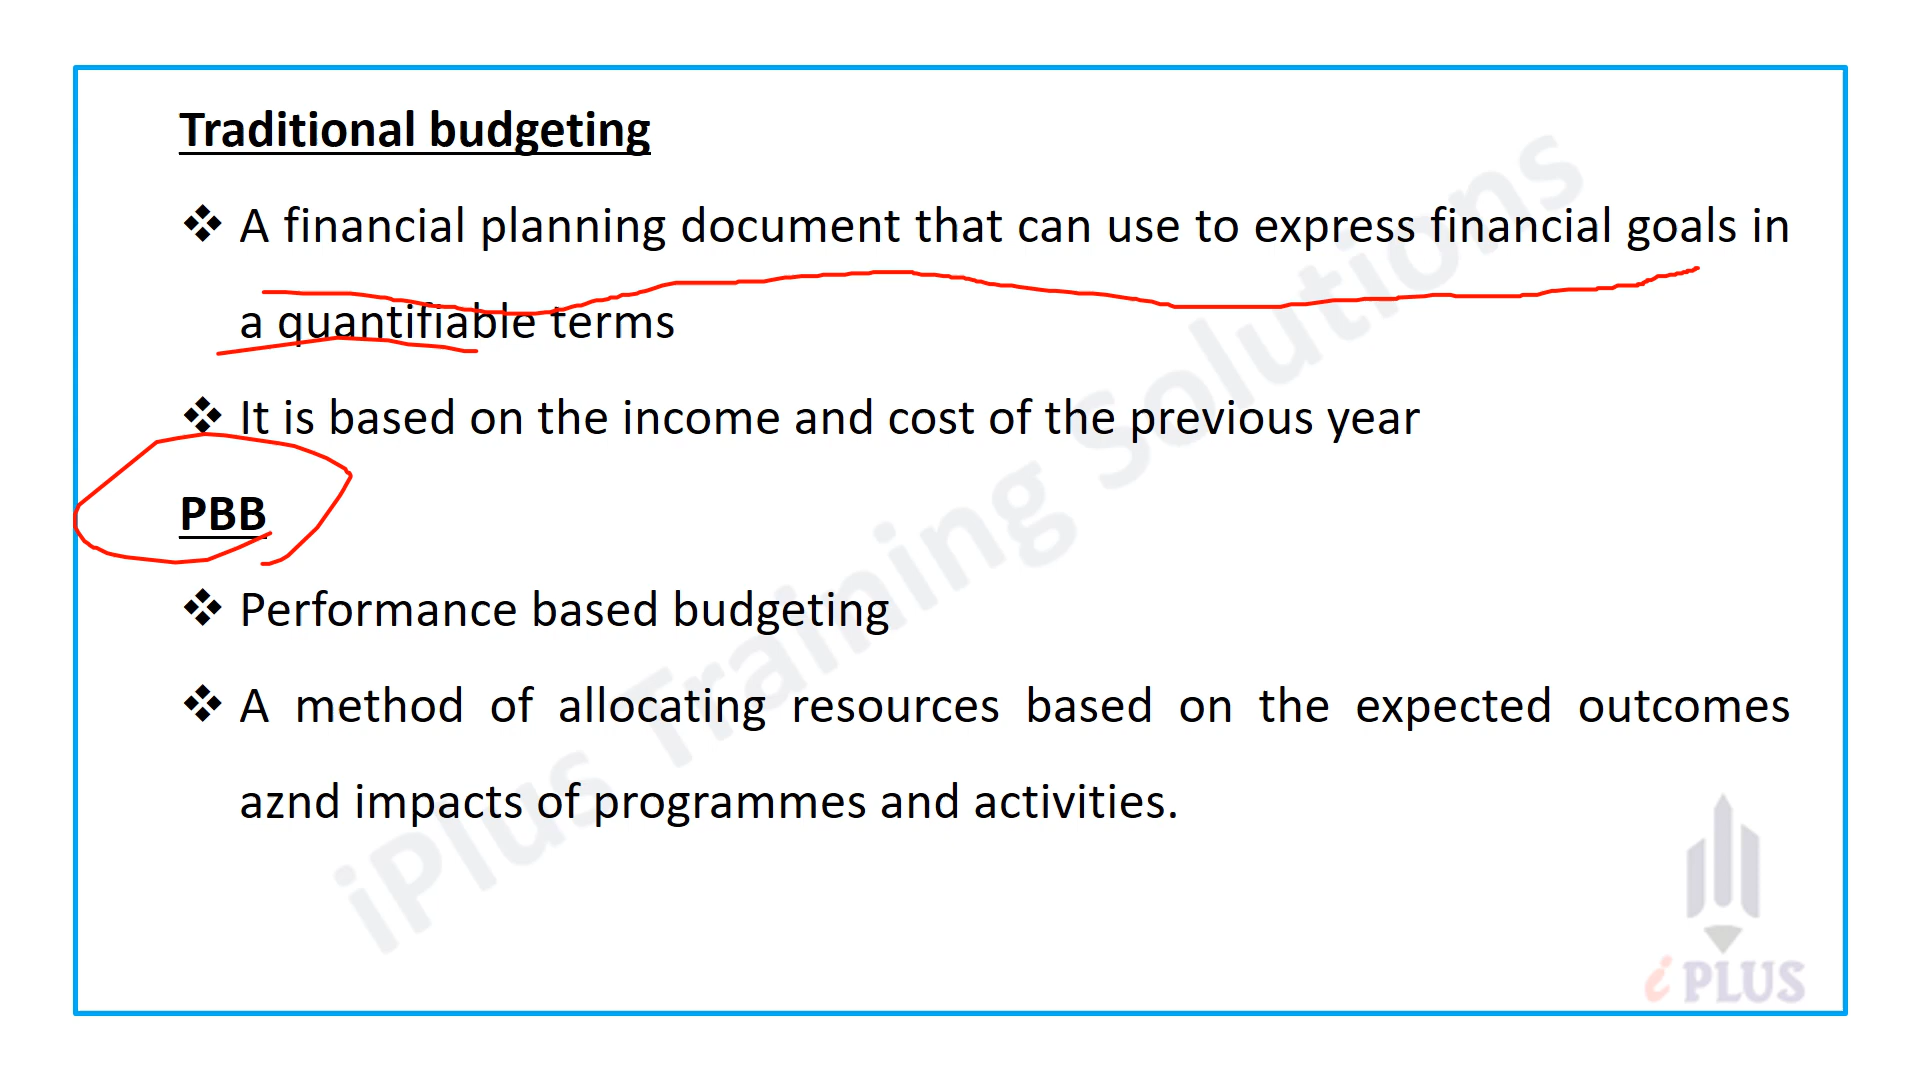 Traditional budgeting
❖ A financial planning document that can use to express financial goals in
a quantifiable terms
❖ It is based on the income and cost of the previous year
PBB
❖ Performance based budgeting
❖ A method of allocating resources based on the expected outcomes
aznd impacts of programmes and activities.
iPlus Training Solutions
i PLUS